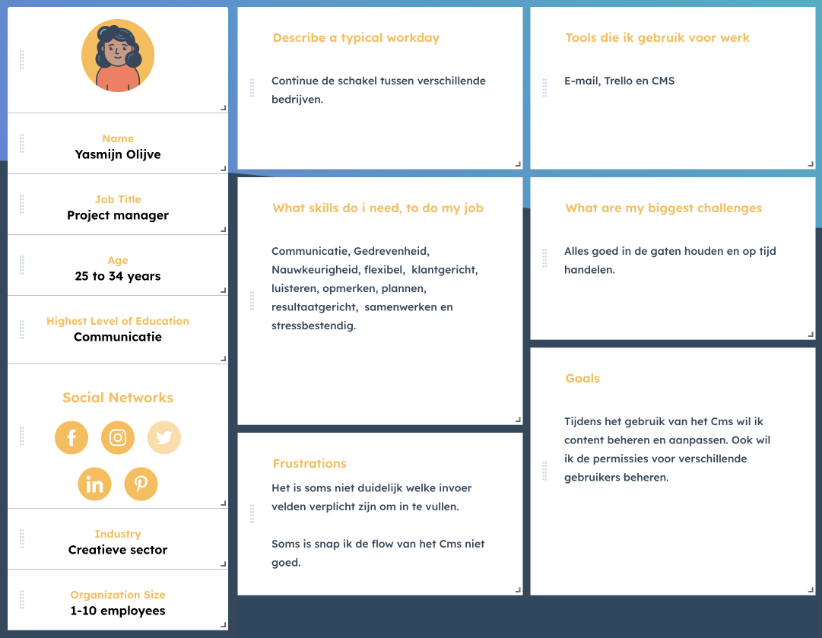 Name
Yasmijn Olijve
Job Title
Project manager
Age
25 to 34 years
Highest Level of Education
Communicatie
Social Networks
Industry
Creatieve sector
Organization Size
1-10 employees
Describe a typical workday
Continue de schakel tussen verschillende
bedrijven.
What skills do i need, to do my job
Communicatie, Gedrevenheid,
Nauwkeurigheid, flexibel, klantgericht,
luisteren, opmerken, plannen,
resultaatgericht, samenwerken en
stressbestendig.
Frustrations
Het is soms niet duidelijk welke invoer
velden verplicht zijn om in te vullen.
Soms is snap ik de flow van het Cms niet
goed.
Tools die ik gebruik voor werk
E-mail, Trello en CMS
What are my biggest challenges
Alles goed in de gaten houden en op tijd
handelen.
Goals
Tijdens het gebruik van het Cms wil ik
content beheren en aanpassen. Ook wil
ik de permissies voor verschillende
gebruikers beheren.